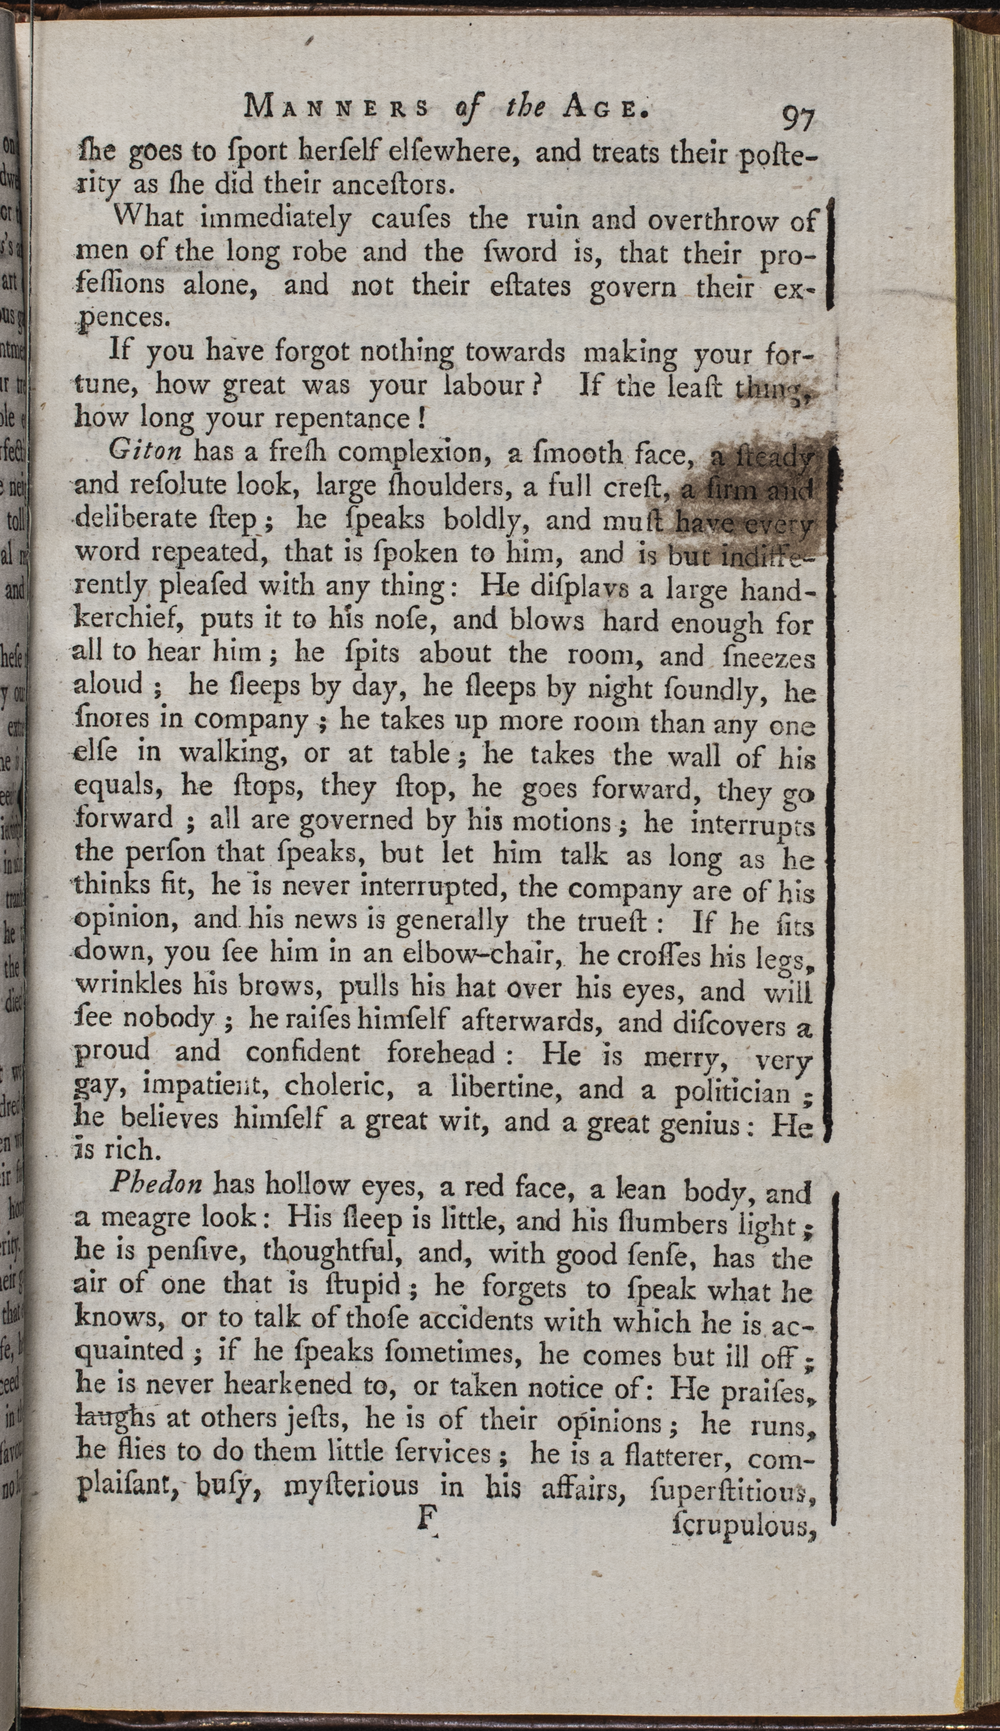 MANNERS of the AGE. 97
ſhe goes to ſport herſelf elſewhere, and treats their poſte-
rity as ſhe did their anceſtors.
What immediately cauſes the ruin and overthrow of
men of the long robe and the ſword is, that their pro-
feſſions alone, and not their eſtates govern their ex-
pences.
If you have forgot nothing towards making your for-
tune, how great was your labour? If the leaſt thing,
how long your repentance!
Giton has a freſh complexion, a ſmooth face, a ſteady
and reſolute look, large ſhoulders, a full creſt, a firm and
deliberate ſtep; he ſpeaks boldly, and muſt have every
word repeated, that is ſpoken to him, and is but indiffe-
rently pleaſed with any thing: He diſplays a large hand-
kerchief, puts it to his noſe, and blows hard enough for
all to hear him; he ſpits about the room, and ſneezes
aloud; he ſleeps by day, he ſleeps by night ſoundly, he
ſnores in company; he takes up more room than any one
elſe in walking, or at table; he takes the wall of his
equals, he ſtops, they ſtop, he goes forward, they go
forward; all are governed by his motions; he interrupts
the perſon that ſpeaks, but let him talk as long as he
thinks fit, he is never interrupted, the company are of his
opinion, and his news is generally the trueſt: If he ſits
down, you ſee him in an elbow-chair, he croſſes his legs,
wrinkles his brows, pulls his hat over his eyes, and will
ſee nobody; he raiſes himſelf afterwards, and diſcovers a
proud and confident forehead: He is merry, very
gay, impatient, choleric, a libertine, and a politician;
he believes himſelf a great wit, and a great genius: He
is rich.
Phedon has hollow eyes, a red face, a lean body, and
a meagre look: His ſleep is little, and his ſlumbers light;
he is penſive, thoughtful, and, with good ſenſe, has the
air of one that is ſtupid; he forgets to ſpeak what he
knows, or to talk of thoſe accidents with which he is ac-
quainted; if he ſpeaks ſometimes, he comes but ill off;
he is never hearkened to, or taken notice of: He praiſes,
laughs at others jeſts, he is of their opinions; he runs,
he flies to do them little ſervices; he is a flatterer, com-
plaiſant, buſy, myſterious in his affairs, ſuperſtitious,
F ſcrupulous,